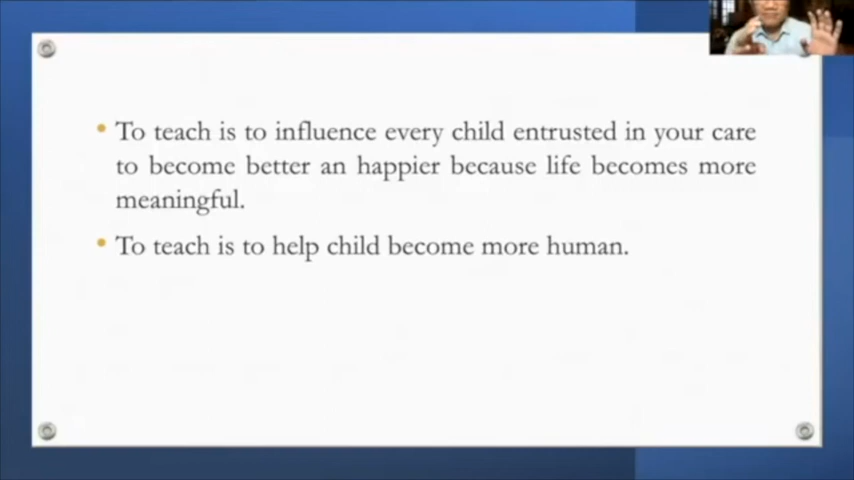 • To teach is to influence every child entrusted in your care
to become better an happier because life becomes more
meaningful.
• To teach is to help child become more human.